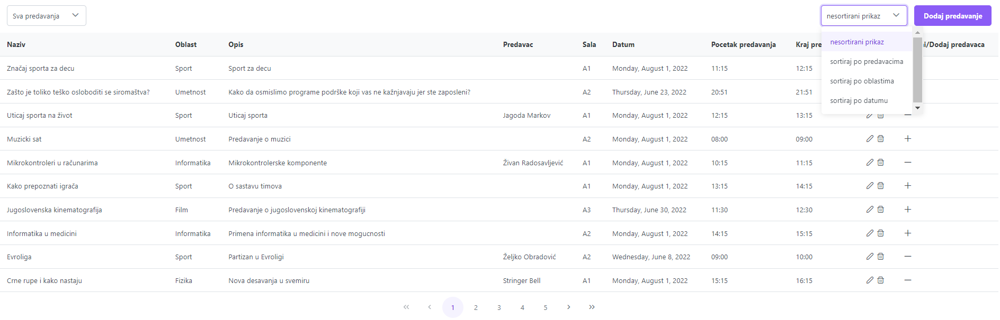 Sva predavanja nesortirani prikaz Dodaj predavanje
Naziv Oblast Opis Predavac Sala Datum Pocetak predavanja Kraj pre i/Dodaj predavaca
nesortirani prikaz
sortiraj po predavacima
sortiraj po oblastima
sortiraj po datumu
Značaj sporta za decu Sport Sport za decu A1 Monday, August 1, 2022 11:15 12:15
Zašto je toliko teško osloboditi se siromaštva? Umetnost Kako da osmislimo programe podrške koji vas ne kažnjavaju jer ste zaposleni? A2 Thursday, June 23, 2022 20:51 21:51
Uticaj sporta na život Sport Uticaj sporta Jagoda Markov A1 Monday, August 1, 2022 12:15 13:15
Muzicki sat Umetnost Predavanje o muzici A2 Monday, August 1, 2022 08:00 09:00
Mikrokontroleri u računarima Informatika Mikrokontrolerske komponente Živan Radosavljević A1 Monday, August 1, 2022 10:15 11:15
Kako prepoznati igrača Sport O sastavu timova A1 Monday, August 1, 2022 13:15 14:15
Jugoslovenska kinematografija Film Predavanje o jugoslovenskoj kinematografiji A3 Thursday, June 30, 2022 11:30 12:30
Informatika u medicini Informatika Primena informatika u medicini i nove mogucnosti A2 Monday, August 1, 2022 14:15 15:15
Evroliga Sport Partizan u Evroligi Željko Obradović A2 Wednesday, June 8, 2022 09:00 10:00
Crne rupe i kako nastaju Fizika Nova desavanja u svemiru Stringer Bell A1 Monday, August 1, 2022 15:15 16:15
« ‹ 1 2 3 4 5 › »